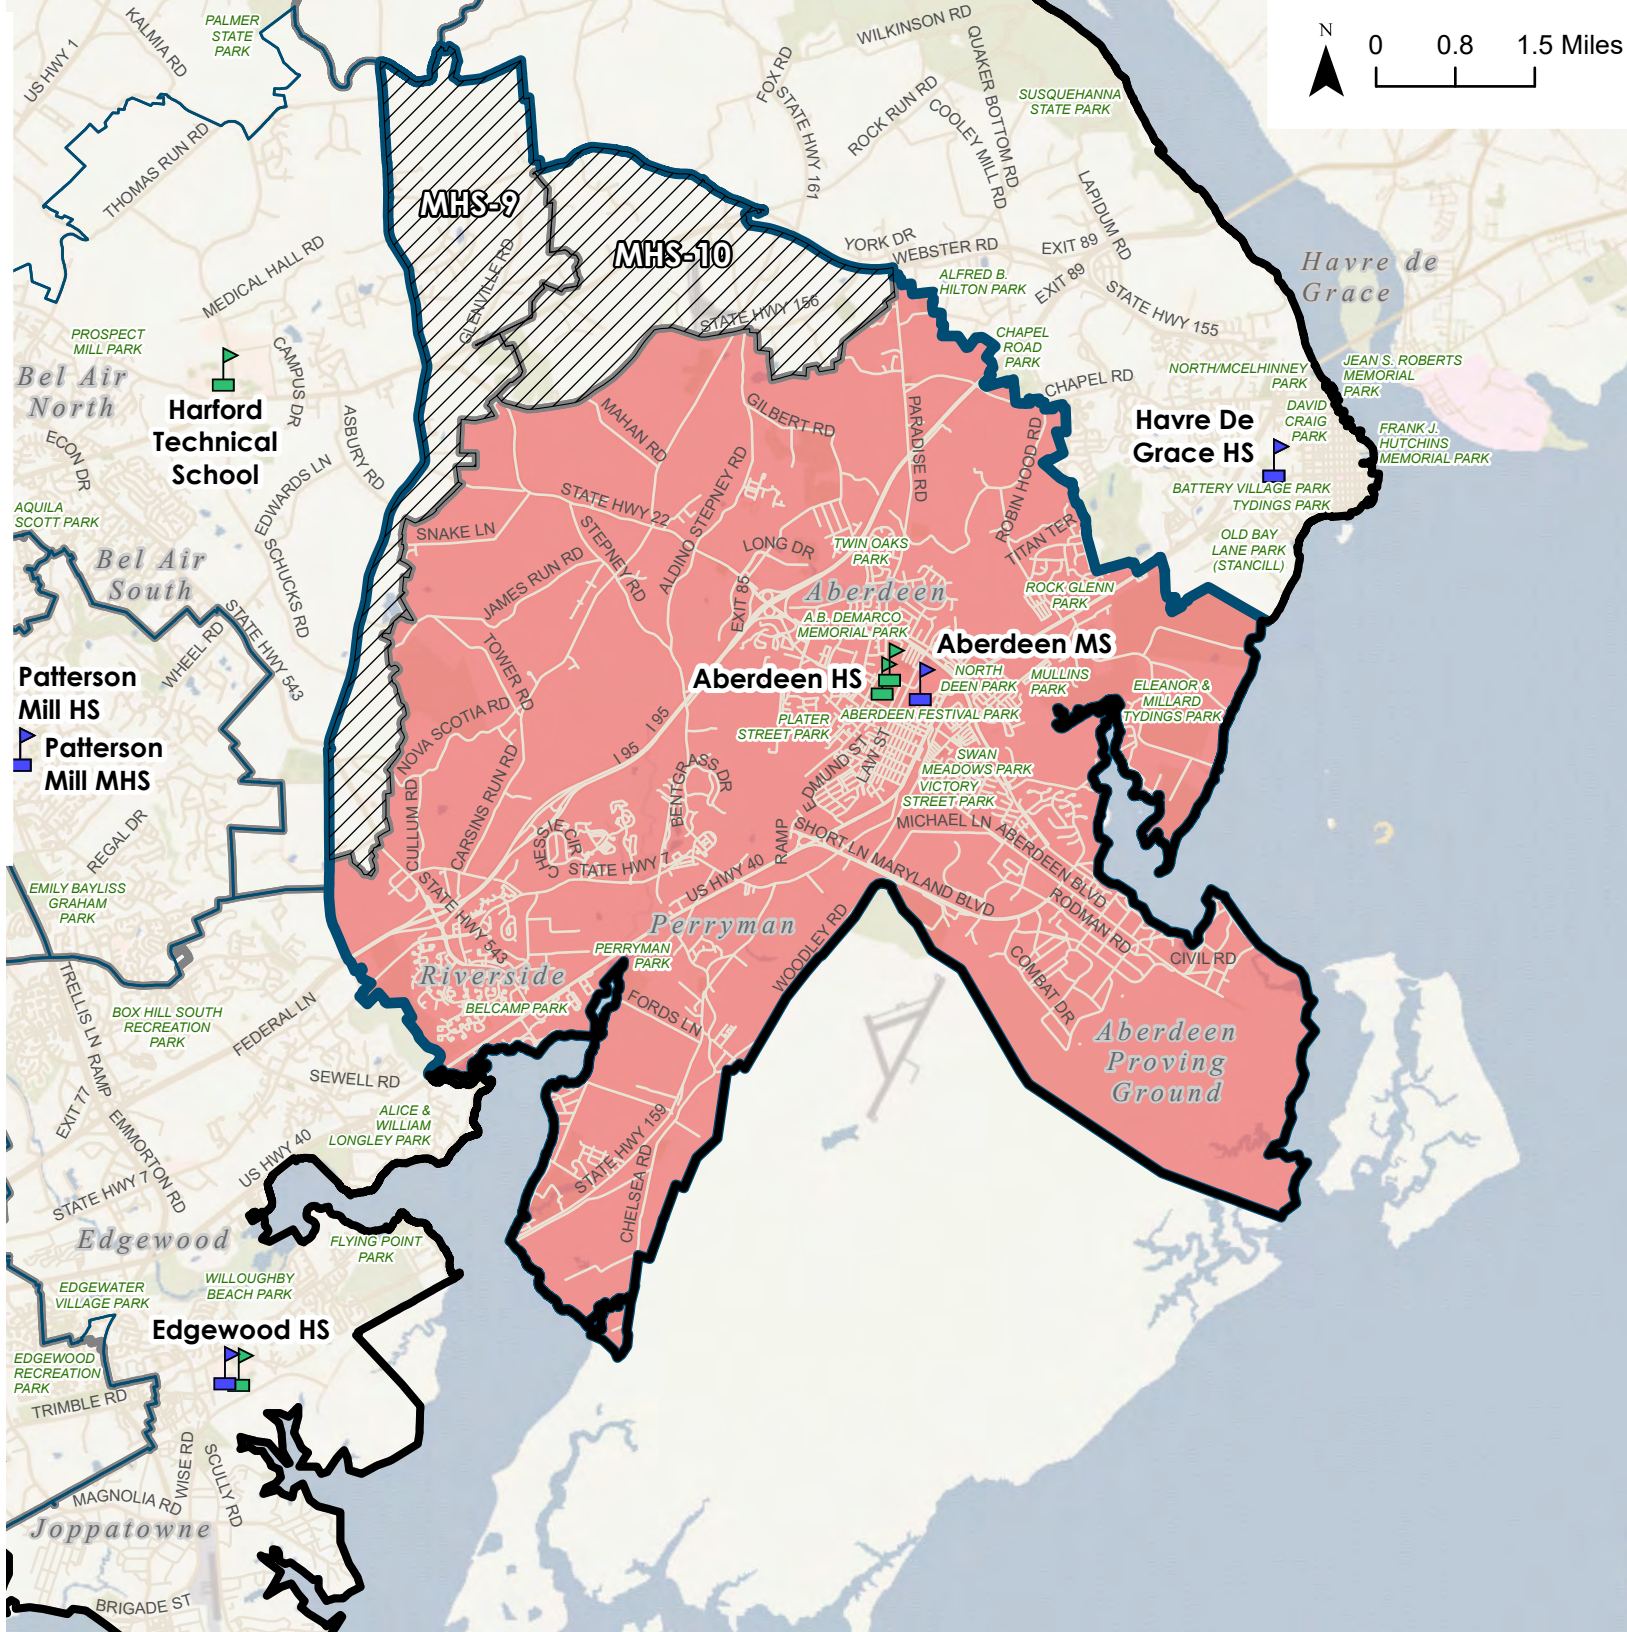 N
0 0.8 1.5 Miles
PALMER
STATE
PARK
KALMIA RD
US HWY 1
THOMAS RUN RD
WILKINSON RD
FOX RD
STATE HWY 161
ROCK RUN RD
QUAKER BOTTOM RD
COOLEY MILL RD
SUSQUEHANNA
STATE PARK
LAPIDUM RD
MHS-9
MHS-10
GLENVILLE RD
STATE HWY 156
YORK DR
WEBSTER RD
EXIT 89
EXIT 89
ALFRED B.
HILTON PARK
STATE HWY 155
Havre de
Grace
MEDICAL HALL RD
PROSPECT
MILL PARK
Bel Air
North
CAMPUS DR
Harford
Technical
School
ASBURY RD
ECON DR
EDWARDS LN
AQUILA
SCOTT PARK
SCHUCKS RD
Bel Air
South
CHAPEL
ROAD
PARK
CHAPEL RD
NORTH/MCELHINNEY
PARK
JEAN S. ROBERTS
MEMORIAL
PARK
DAVID
CRAIG
PARK
FRANK J.
HUTCHINS
MEMORIAL PARK
Havre De
Grace HS
BATTERY VILLAGE PARK
TYDINGS PARK
OLD BAY
LANE PARK
(STANCILL)
MAHAN RD
GILBERT RD
PARADISE RD
ROBIN HOOD RD
TITAN TER
STATE HWY 22
SNAKE LN
STEPNEY RD
ALDINO STEPNEY RD
LONG DR
TWIN OAKS
PARK
JAMES RUN RD
EXIT 85
Aberdeen
ROCK GLENN
PARK
A.B. DEMARCO
MEMORIAL PARK
Aberdeen MS
Aberdeen HS
NORTH
DEEN PARK
MULLINS
PARK
ELEANOR &
MILLARD
TYDINGS PARK
PLATER
STREET PARK
ABERDEEN FESTIVAL PARK
WHEEL RD
STATE HWY 543
Patterson
Mill HS
Patterson
Mill MHS
REGAL DR
TOWER RD
NOVA SCOTIA RD
I 95
I 95
CULLUM RD
CARSINS RUN RD
BENTGRASS DR
EDMUND ST
LAW ST
SWAN
MEADOWS PARK
VICTORY
STREET PARK
MICHAEL LN
ABERDEEN BLVD
CHESSIE CIR
STATE HWY 7
RAMP
SHORT LN
MARYLAND BLVD
US HWY 40
RODMAN RD
EMILY BAYLISS
GRAHAM
PARK
STATE HWY 543
Perryman
WOODLEY RD
PERRYMAN
PARK
Riverside
BELCAMP PARK
FORDS LN
COMBAT DR
CIVIL RD
Aberdeen
Proving
Ground
TRELLIS LN
RAMP
BOX HILL SOUTH
RECREATION
PARK
FEDERAL LN
SEWELL RD
EXIT 77
EMMORTON RD
ALICE &
WILLIAM
LONGLEY PARK
US HWY 40
STATE HWY 7
STATE HWY 159
CHELSEA RD
Edgewood
FLYING POINT
PARK
EDGEWATER
VILLAGE PARK
WILLOUGHBY
BEACH PARK
Edgewood HS
EDGEWOOD
RECREATION
PARK
TRIMBLE RD
WISE RD
SCULLY RD
MAGNOLIA RD
Joppatowne
BRIGADE ST